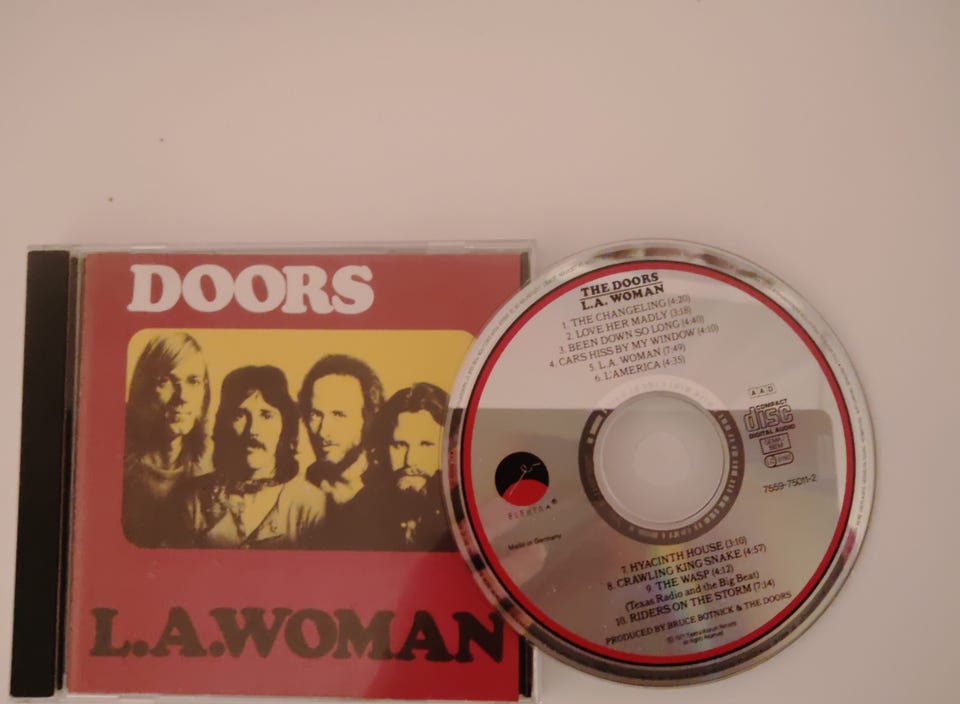 DOORS
L.A.WOMAN
THE DOORS
L.A. WOMAN
1. THE CHANGELING (4:20)
2. LOVE HER MADLY (3:18)
3. BEEN DOWN SO LONG (4:40)
4. CARS HISS BY MY WINDOW (4:10)
5. L.A. WOMAN (7:49)
6. L'AMERICA (4:35)
AAD
COMPACT
disc
DIGITAL AUDIO
GEMA
BIEM
7559-75011-2
ELEKTRA®
Made in Germany
7. HYACINTH HOUSE (3:10)
8. CRAWLING KING SNAKE (4:57)
9. THE WASP (4:12)
(Texas Radio and the Big Beat)
10. RIDERS ON THE STORM (7:14)
PRODUCED BY BRUCE BOTNICK & THE DOORS